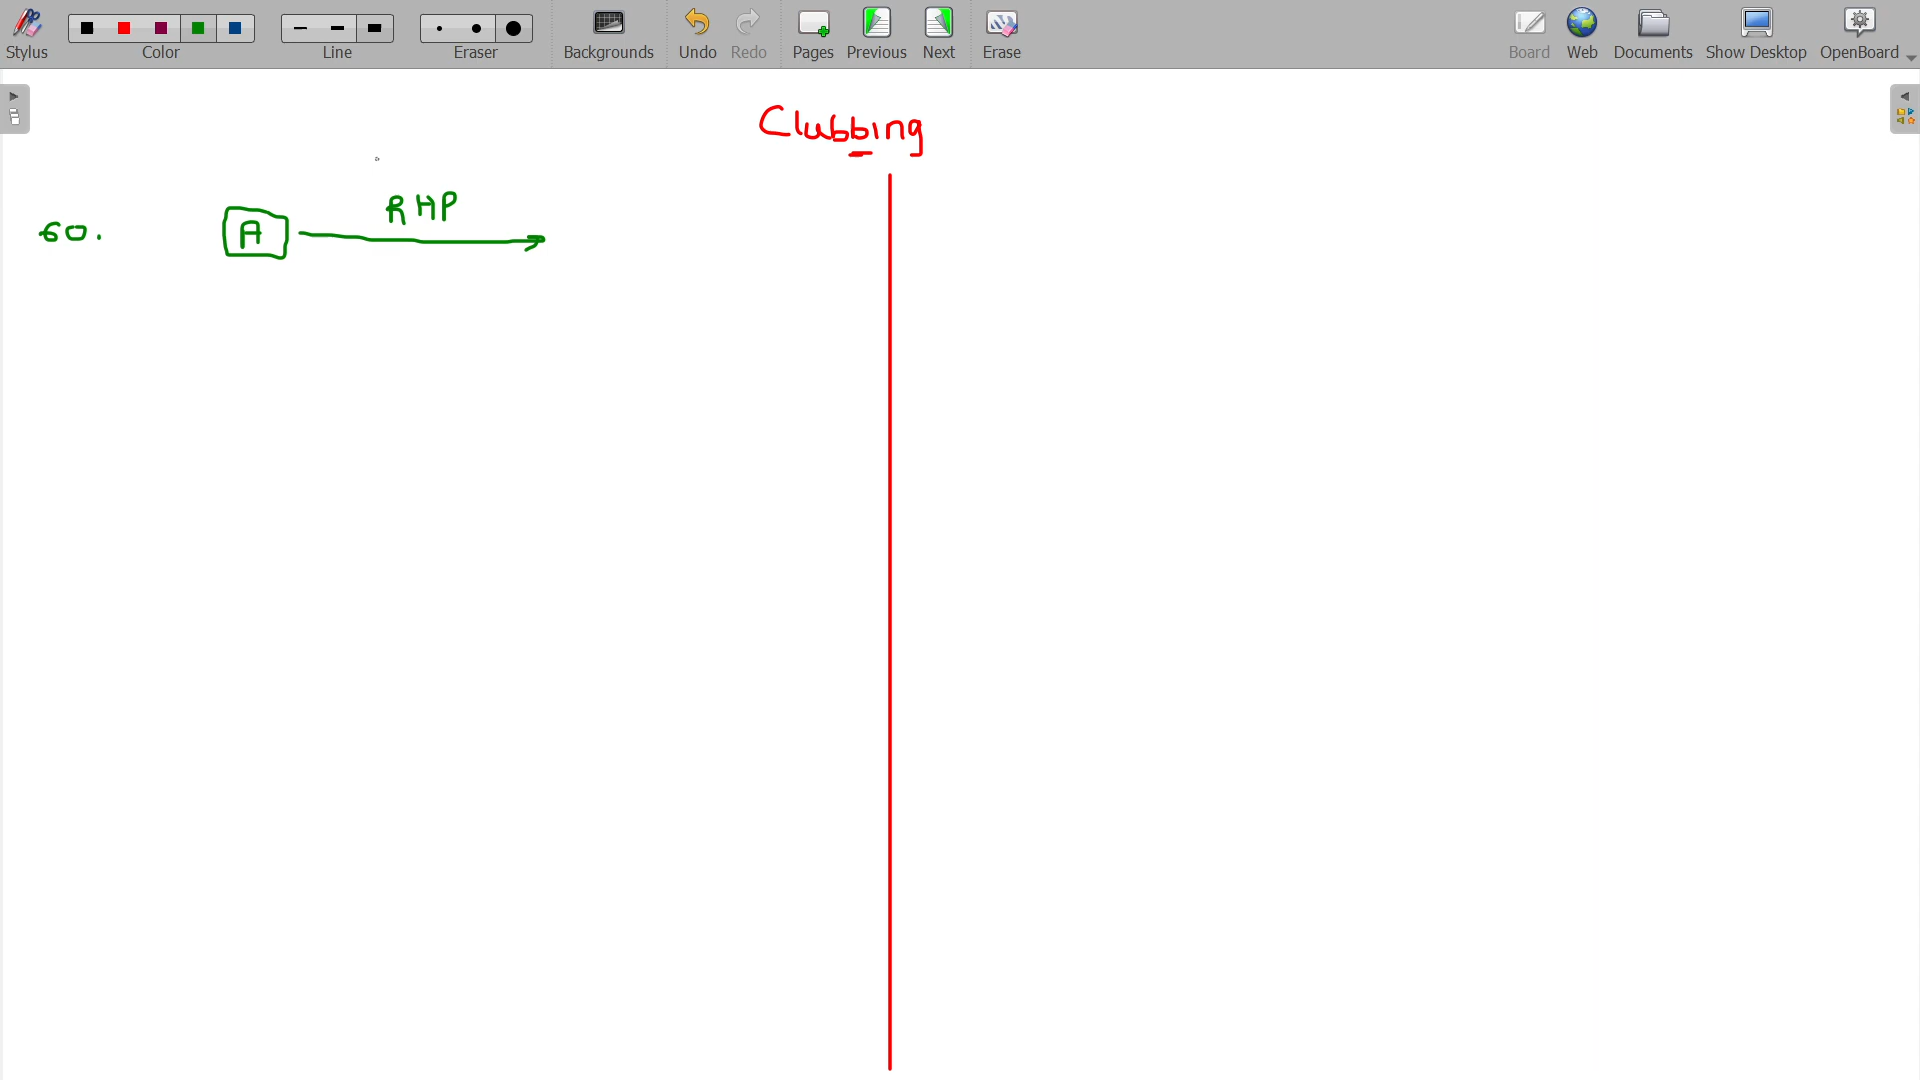 Stylus Color Line Eraser Backgrounds Undo Redo Pages Previous Next Erase Board Web Documents Show Desktop OpenBoard
Clubbing
60. A RHP